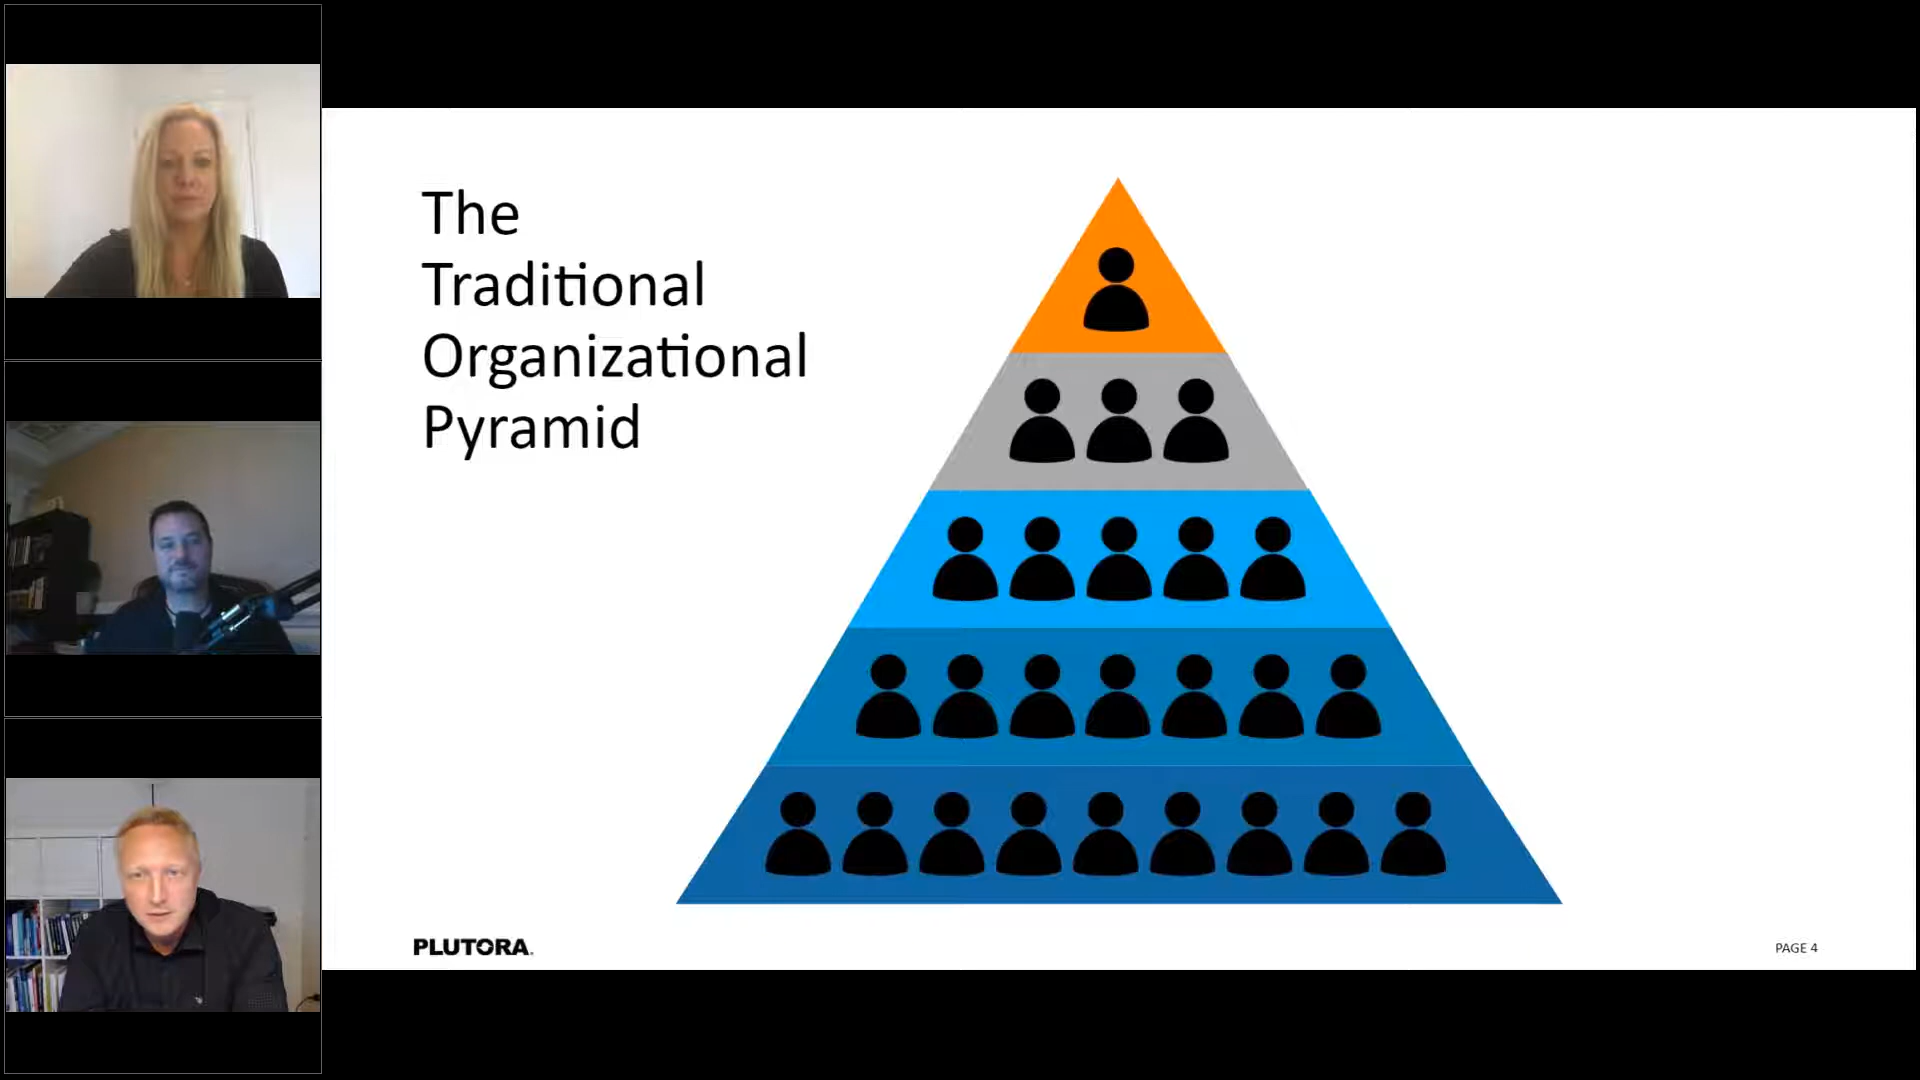 The
Traditional
Organizational
Pyramid
PLUTORA
PAGE 4